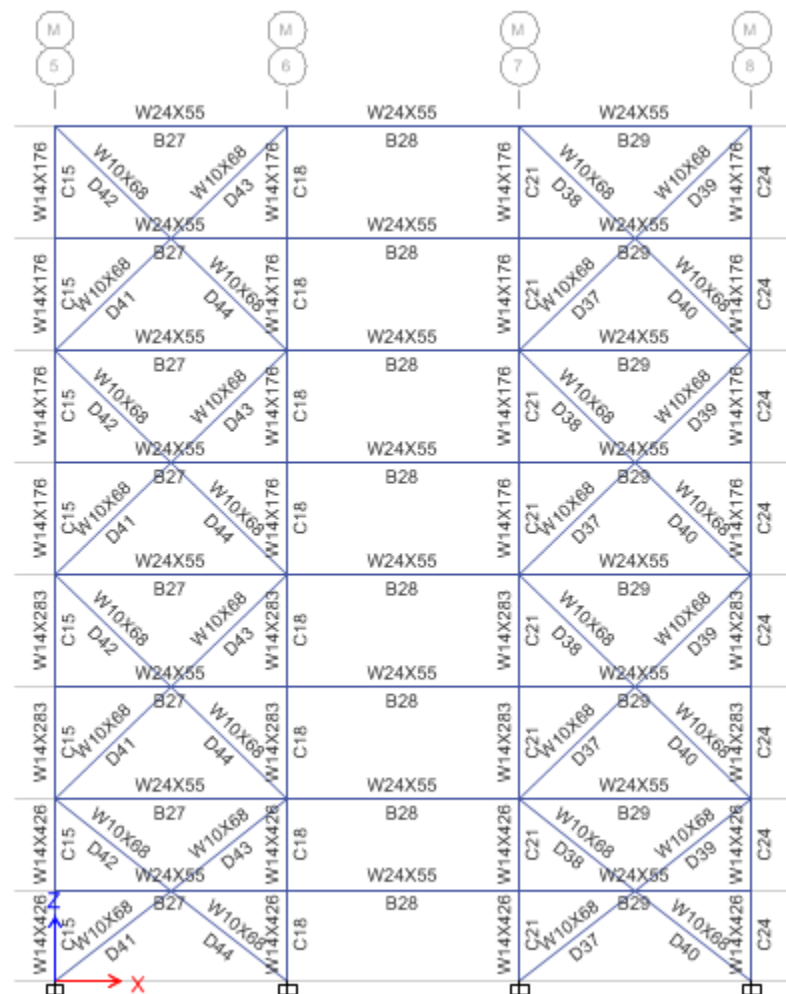 M M M M
5 6 7 8
W24X55 W24X55 W24X55
B27 B28 B29
W14X176 C15 W10X68 D42 W10X68 D43 W14X176 C18 W14X176 C21 W10X68 D38 W10X68 D39 W14X176 C24
W24X55 W24X55 W24X55
B27 B28 B29
W14X176 C15 W10X68 D41 W10X68 D44 W14X176 C18 W14X176 C21 W10X68 D37 W10X68 D40 W14X176 C24
W24X55 W24X55 W24X55
B27 B28 B29
W14X176 C15 W10X68 D42 W10X68 D43 W14X176 C18 W14X176 C21 W10X68 D38 W10X68 D39 W14X176 C24
W24X55 W24X55 W24X55
B27 B28 B29
W14X176 C15 W10X68 D41 W10X68 D44 W14X176 C18 W14X176 C21 W10X68 D37 W10X68 D40 W14X176 C24
W24X55 W24X55 W24X55
B27 B28 B29
W14X283 C15 W10X68 D42 W10X68 D43 W14X283 C18 W14X283 C21 W10X68 D38 W10X68 D39 W14X283 C24
W24X55 W24X55 W24X55
B27 B28 B29
W14X283 C15 W10X68 D41 W10X68 D44 W14X283 C18 W14X283 C21 W10X68 D37 W10X68 D40 W14X283 C24
W24X55 W24X55 W24X55
B27 B28 B29
W14X426 C15 W10X68 D42 W10X68 D43 W14X426 C18 W14X426 C21 W10X68 D38 W10X68 D39 W14X426 C24
W24X55 W24X55 W24X55
Z B27 B28 B29
W14X426 C15 W10X68 D41 W10X68 D44 W14X426 C18 W14X426 C21 W10X68 D37 W10X68 D40 W14X426 C24
X